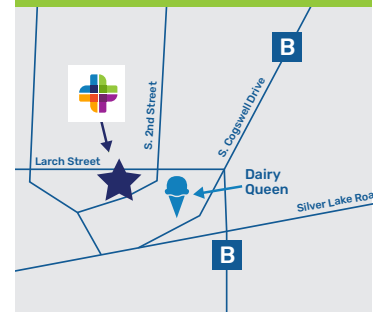 B
S. 2nd Street
S. Cogswell Drive
Larch Street
Dairy
Queen
Silver Lake Roa
B